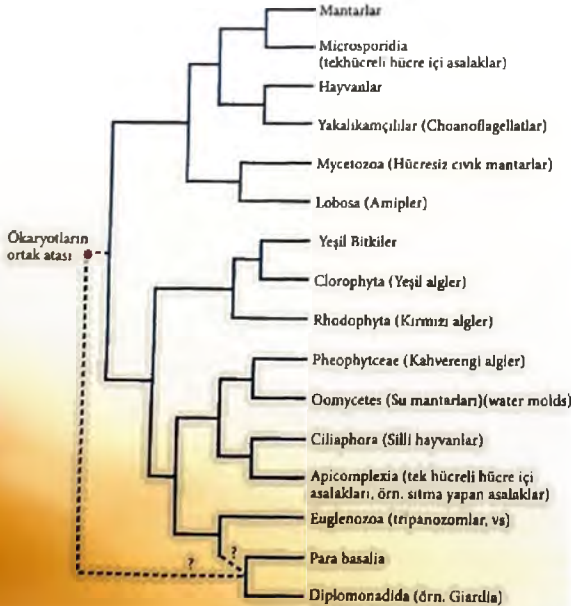 Mantarlar
Microsporidia
(tekhücreli hücre içi asalaklar)
Hayvanlar
Yakalıkamçılılar (Choanoflagellatlar)
Mycetozoa (Hücresiz cıvık mantarlar)
Lobosa (Amipler)
Ökaryotların
ortak atası
Yeşil Bitkiler
Clorophyta (Yeşil algler)
Rhodophyta (Kırmızı algler)
Pheophytceae (Kahverengi algler)
Oomycetes (Su mantarları)(water molds)
Ciliaphora (Silli hayvanlar)
Apicomplexia (tek hücreli hücre içi
asalakları, örn. sıtma yapan asalaklar)
Euglenozoa (tripanozomlar, vs)
?
?
Para basalia
Diplomonadida (örn. Giardia)